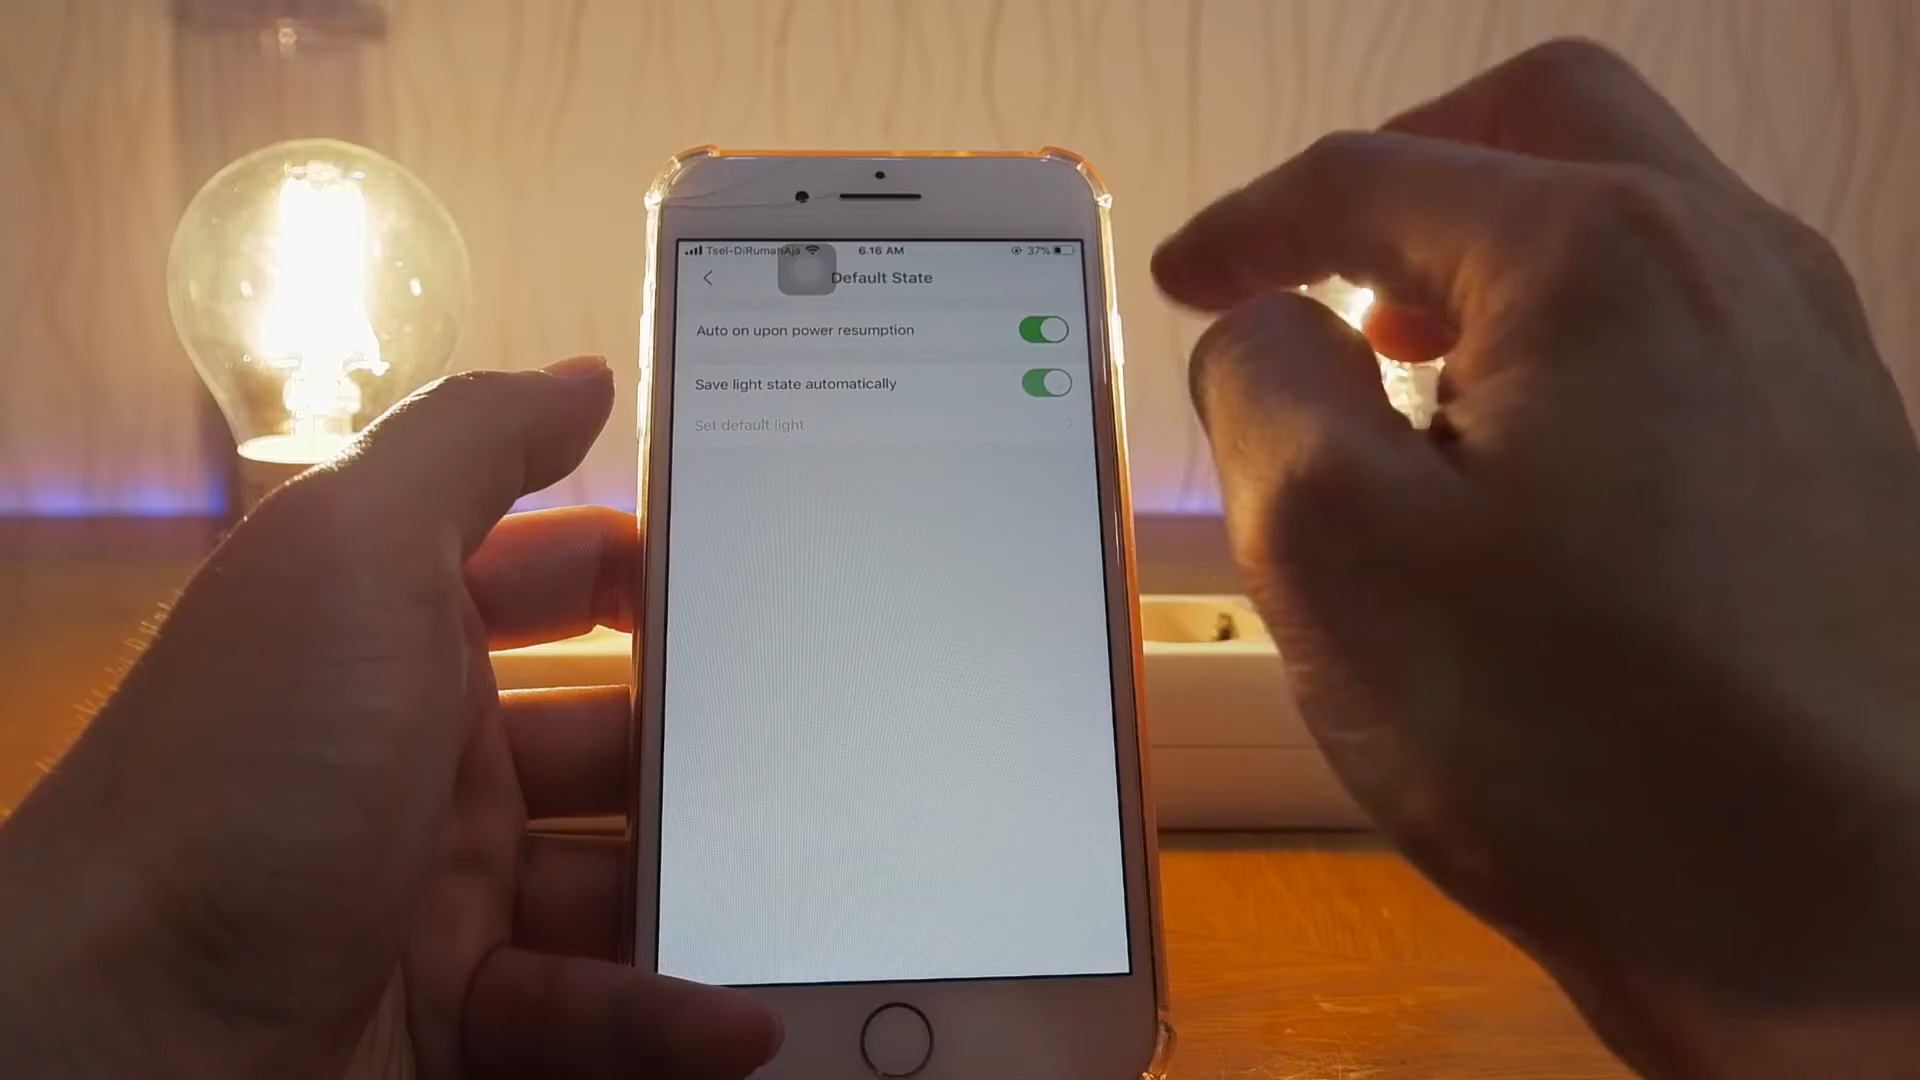 Tsel-DiRumahAja 6.16 AM 37%
Default State
Auto on upon power resumption
Save light state automatically
Set default light